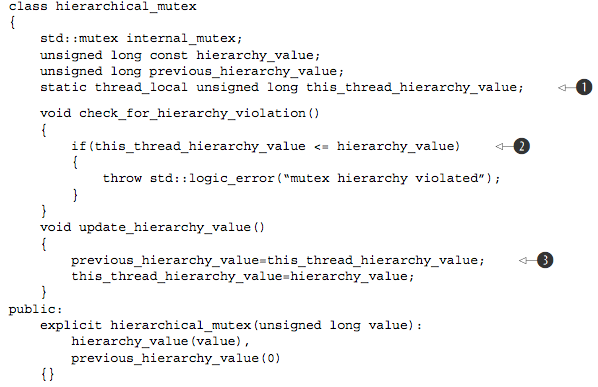 class hierarchical_mutex
{
    std::mutex internal_mutex;
    unsigned long const hierarchy_value;
    unsigned long previous_hierarchy_value;
    static thread_local unsigned long this_thread_hierarchy_value; 1
    void check_for_hierarchy_violation()
    {
        if(this_thread_hierarchy_value <= hierarchy_value) 2
        {
            throw std::logic_error(“mutex hierarchy violated”);
        }
    }
    void update_hierarchy_value()
    {
        previous_hierarchy_value=this_thread_hierarchy_value; 3
        this_thread_hierarchy_value=hierarchy_value;
    }
public:
    explicit hierarchical_mutex(unsigned long value):
        hierarchy_value(value),
        previous_hierarchy_value(0)
    {}